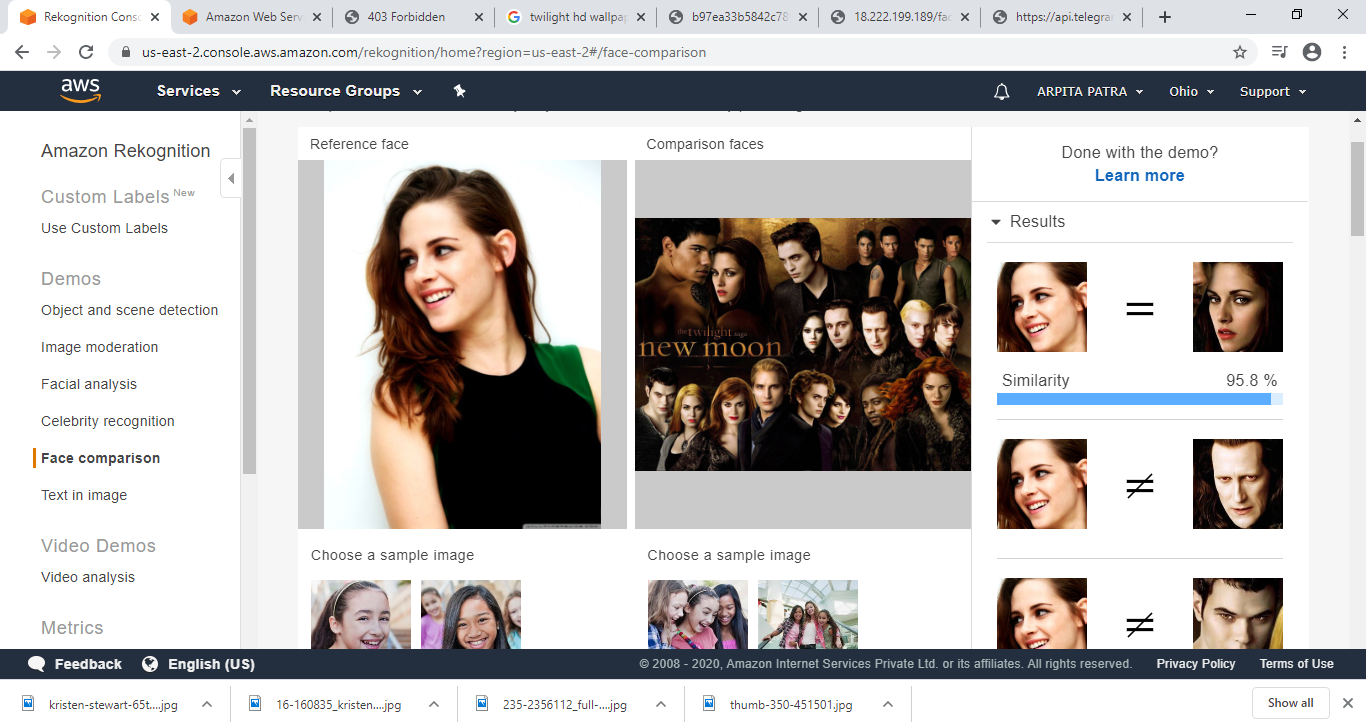 Rekognition Conso
Amazon Web Serv
403 Forbidden
twilight hd wallpap
b97ea33b5842c78
18.222.199.189/fac
https://api.telegra
us-east-2.console.aws.amazon.com/rekognition/home?region=us-east-2#/face-comparison
aws
Services
Resource Groups
ARPITA PATRA
Ohio
Support
Amazon Rekognition
Custom Labels New
Use Custom Labels
Demos
Object and scene detection
Image moderation
Facial analysis
Celebrity recognition
Face comparison
Text in image
Video Demos
Video analysis
Metrics
Reference face
Comparison faces
the twilight saga
new moon
Choose a sample image
Choose a sample image
Done with the demo?
Learn more
Results
=
Similarity
95.8 %
≠
≠
Feedback
English (US)
© 2008 - 2020, Amazon Internet Services Private Ltd. or its affiliates. All rights reserved.
Privacy Policy
Terms of Use
kristen-stewart-65t....jpg
16-160835_kristen....jpg
235-2356112_full-....jpg
thumb-350-451501.jpg
Show all